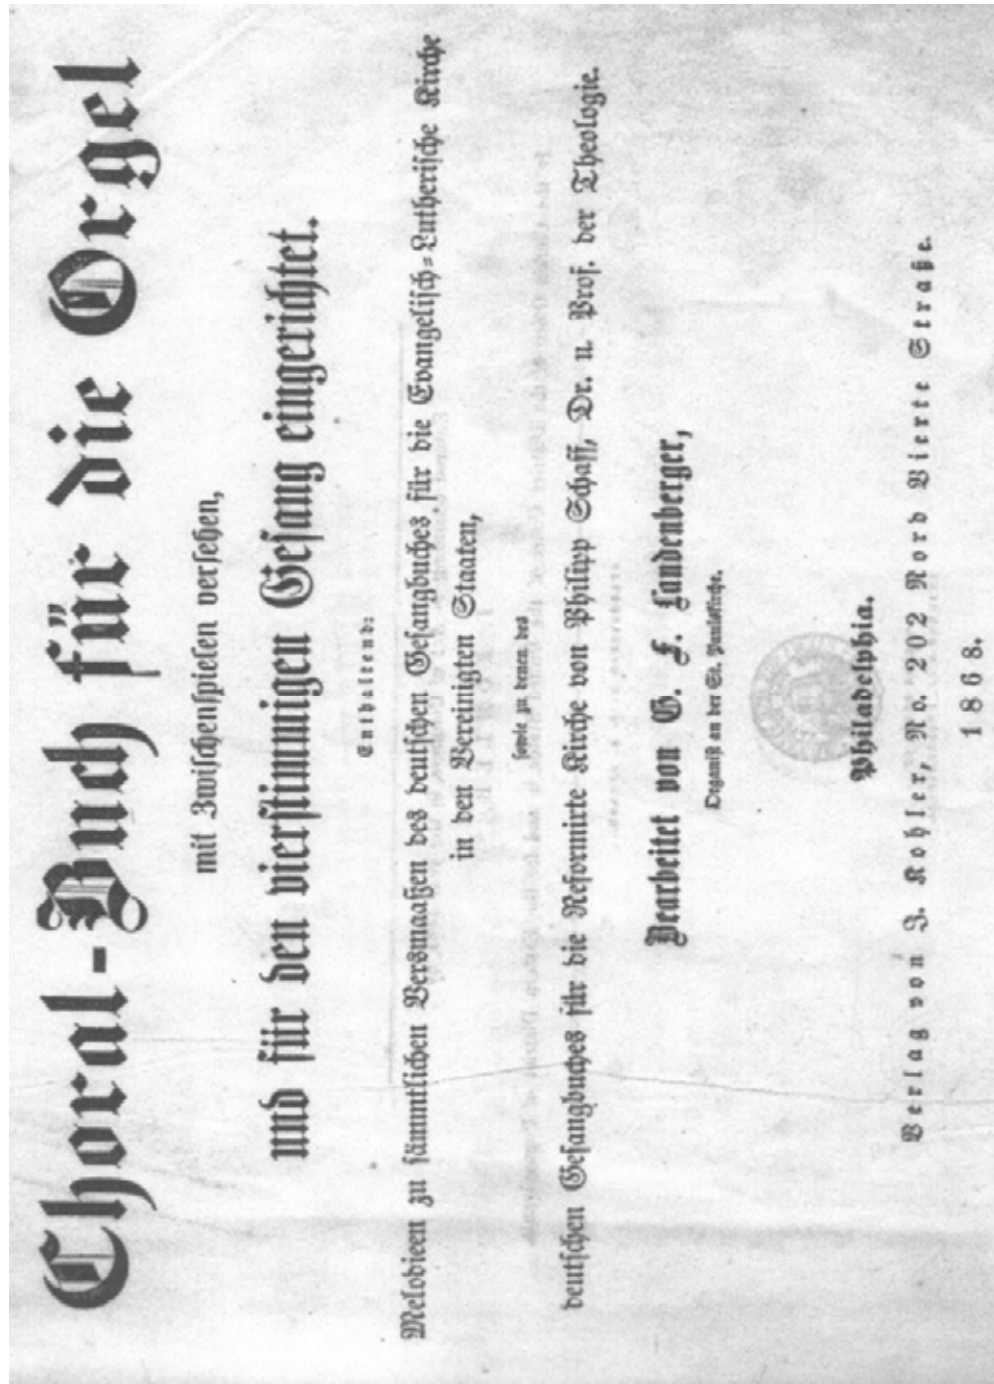 Choral-Buch für die Orgel
mit Zwischenspielen versehen,
und für den vierstimmigen Gesang eingerichtet.
Enthaltend:
Melodieen zu sämmtlichen Versmaaßen des deutschen Gesangbuches für die Evangelisch-Lutherische Kirche
in den Vereinigten Staaten,
sowie zu denen des
deutschen Gesangbuches für die Reformirte Kirche von Philipp Schaff, Dr. u. Prof. der Theologie.
Bearbeitet von G. F. Landenberger,
Organist an der St. Paulskirche.
Philadelphia.
Verlag von J. Kohler, No. 202 Nord Vierte Straße.
1868.